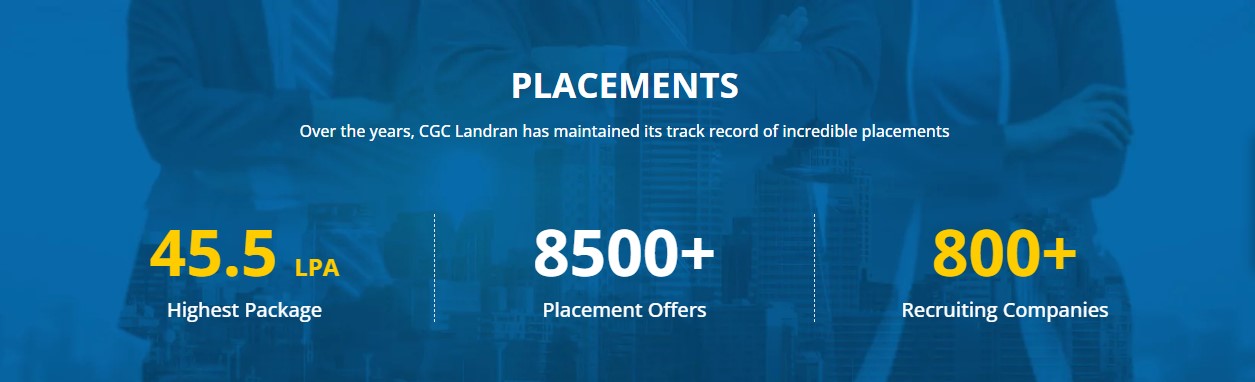 PLACEMENTS
Over the years, CGC Landran has maintained its track record of incredible placements
45.5 LPA
Highest Package
8500+
Placement Offers
800+
Recruiting Companies